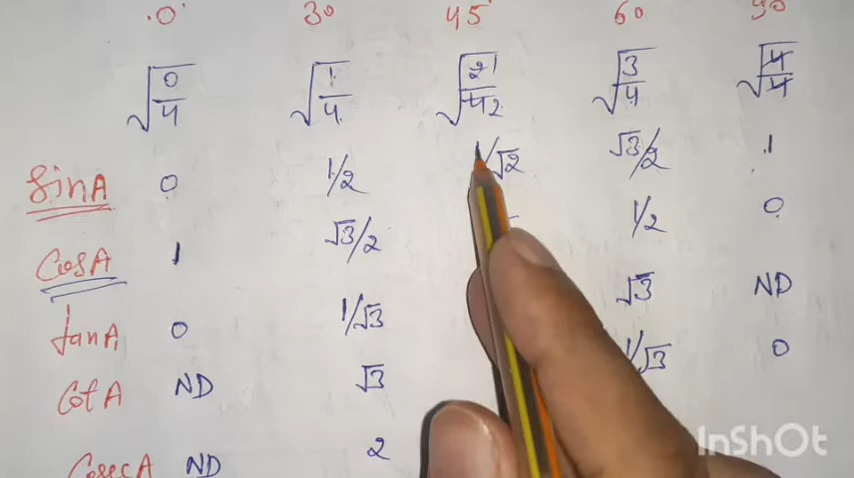 0° 30 45° 60 90
√0/4 √1/4 √2/4 1 2 √3/4 √4/4
SinA 0 1/2 1/√2 √3/2 1
CosA 1 √3/2 1/2 0
tanA 0 1/√3 √3 ND
CotA ND √3 1/√3 0
CosecA ND 2
InShOt